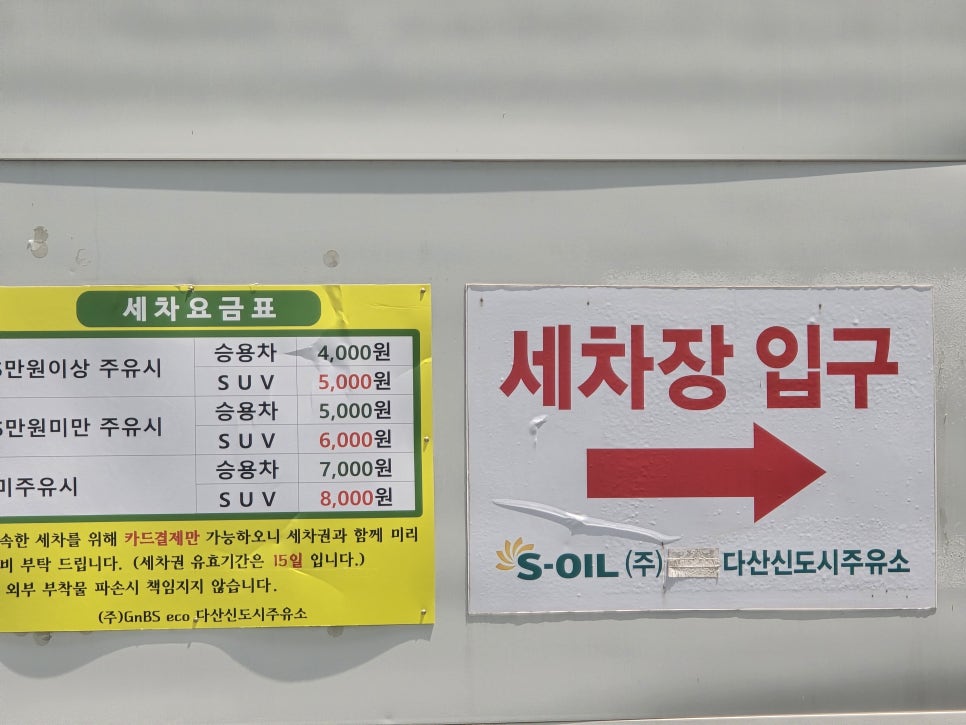 세차요금표
만원이상 주유시
승용차 4,000원
SUV 5,000원
만원미만 주유시
승용차 5,000원
SUV 6,000원
미주유시
승용차 7,000원
SUV 8,000원
속한 세차를 위해 카드결제만 가능하오니 세차권과 함께 미리
비 부탁 드립니다. (세차권 유효기간은 15일 입니다.)
외부 부착물 파손시 책임지지 않습니다.
(주)GnBS eco 다산신도시주유소
세차장 입구
S-OIL (주) 다산신도시주유소